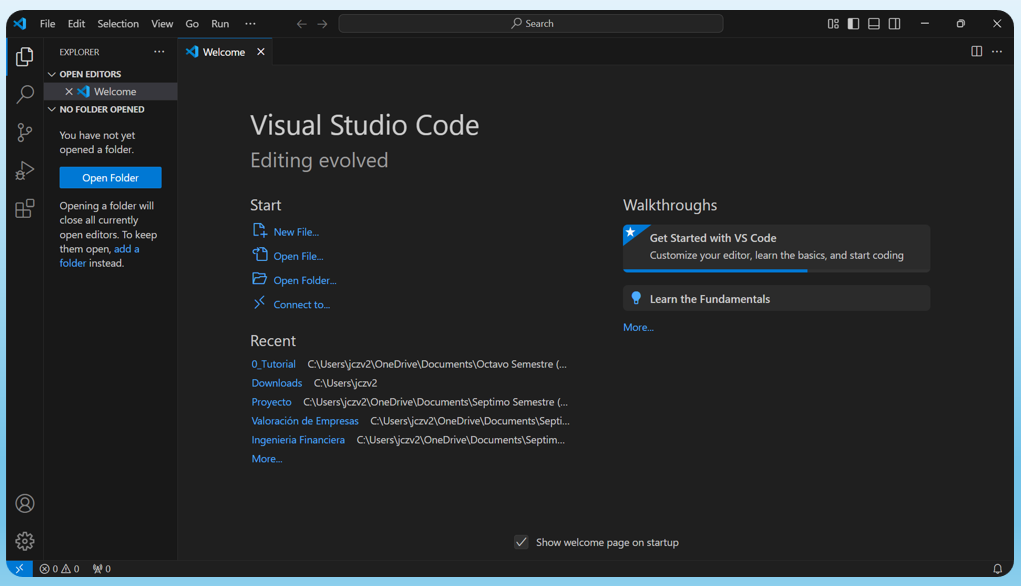 File Edit Selection View Go Run ···
Search
EXPLORER ···
Welcome
OPEN EDITORS
Welcome
NO FOLDER OPENED
You have not yet
opened a folder.
Open Folder
Opening a folder will
close all currently
open editors. To keep
them open, add a
folder instead.
Visual Studio Code
Editing evolved
Start
New File...
Open File...
Open Folder...
Connect to...
Recent
0_Tutorial C:\Users\jczv2\OneDrive\Documents\Octavo Semestre (...
Downloads C:\Users\jczv2
Proyecto C:\Users\jczv2\OneDrive\Documents\Septimo Semestre (...
Valoración de Empresas C:\Users\jczv2\OneDrive\Documents\Septi...
Ingenieria Financiera C:\Users\jczv2\OneDrive\Documents\Septim...
More...
Walkthroughs
Get Started with VS Code
Customize your editor, learn the basics, and start coding
Learn the Fundamentals
More...
Show welcome page on startup
0 0 0